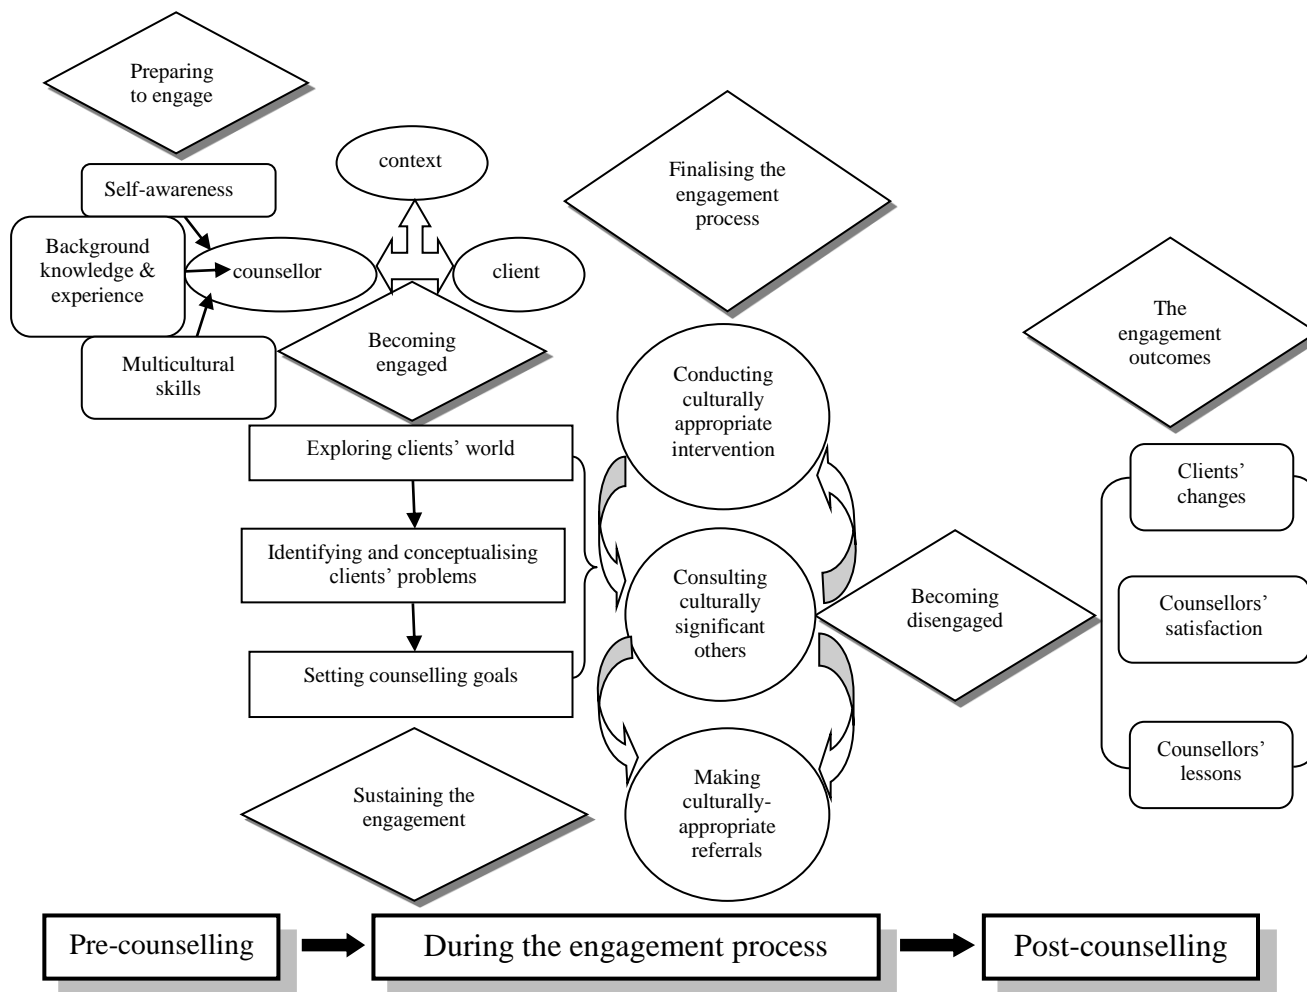 Preparing
to engage
Self-awareness
Background
knowledge &
experience
Multicultural
skills
counsellor
context
client
Becoming
engaged
Exploring clients’ world
Identifying and conceptualising
clients’ problems
Setting counselling goals
Sustaining the
engagement
Finalising the
engagement
process
Conducting
culturally
appropriate
intervention
Consulting
culturally
significant
others
Making
culturally-
appropriate
referrals
Becoming
disengaged
The
engagement
outcomes
Clients’
changes
Counsellors’
satisfaction
Counsellors’
lessons
Pre-counselling
During the engagement process
Post-counselling